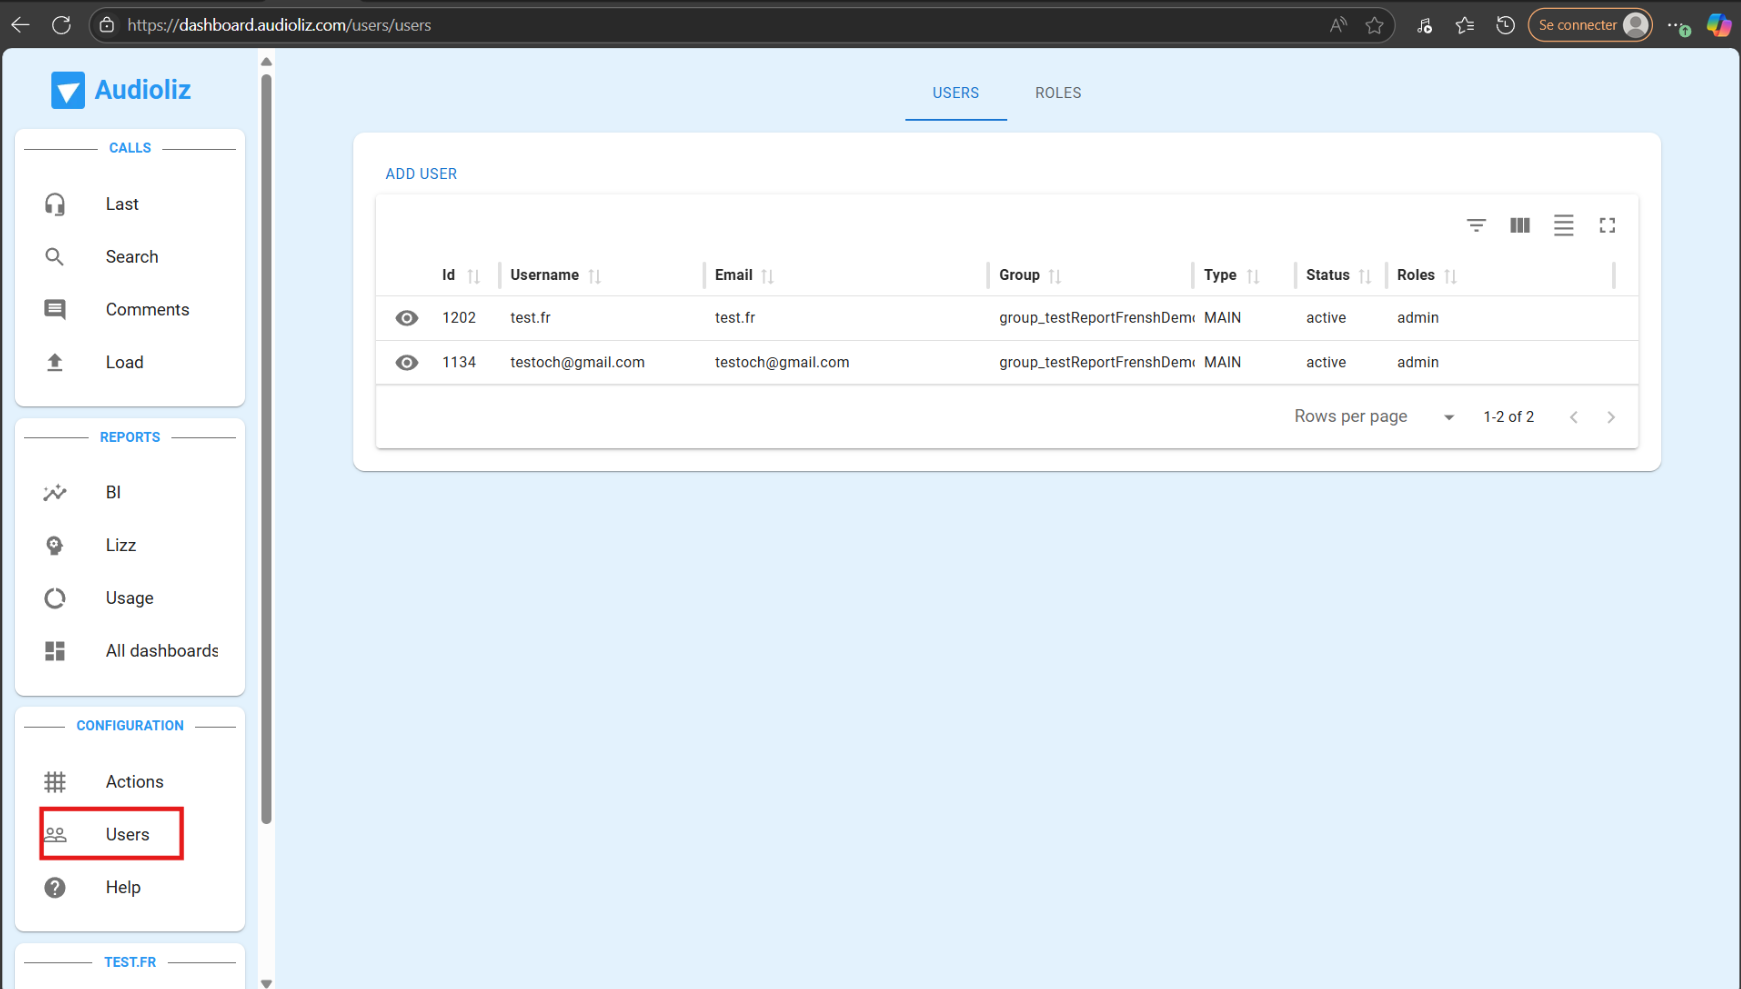 https://dashboard.audioliz.com/users/users
Se connecter
Audioliz
CALLS
Last
Search
Comments
Load
REPORTS
BI
Lizz
Usage
All dashboards
CONFIGURATION
Actions
Users
Help
TEST.FR
USERS ROLES
ADD USER
Id Username Email Group Type Status Roles
1202 test.fr test.fr group_testReportFrenshDemo MAIN active admin
1134 testoch@gmail.com testoch@gmail.com group_testReportFrenshDemo MAIN active admin
Rows per page 1-2 of 2